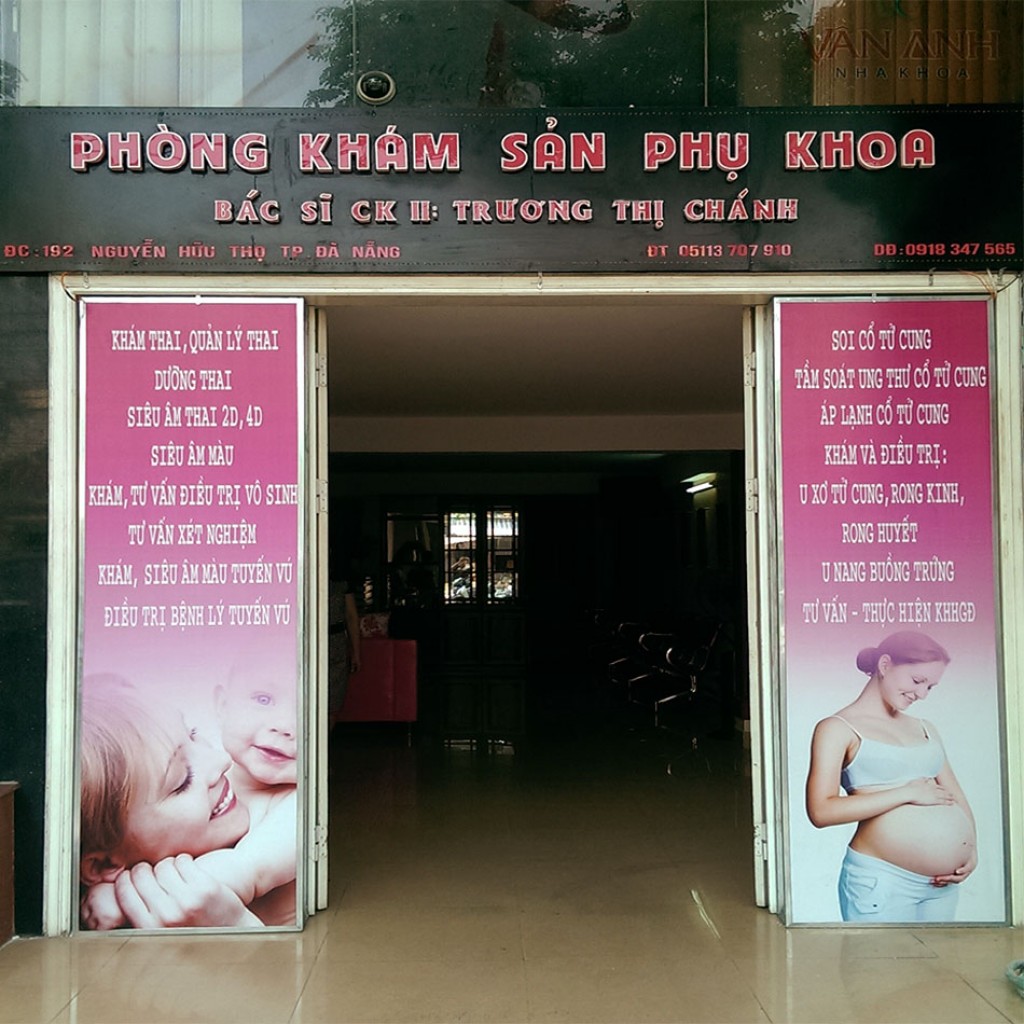 VÂN ANH
NHA KHOA
PHÒNG KHÁM SẢN PHỤ KHOA
BÁC SĨ CK II: TRƯƠNG THỊ CHÁNH
ĐC:192 NGUYỄN HỮU THỌ TP.ĐÀ NẴNG ĐT 05113 707 910 DĐ:0918 347 565
KHÁM THAI, QUẢN LÝ THAI
DƯỠNG THAI
SIÊU ÂM THAI 2D,4D
SIÊU ÂM MÀU
KHÁM, TƯ VẤN ĐIỀU TRỊ VÔ SINH
TƯ VẤN XÉT NGHIỆM
KHÁM, SIÊU ÂM MÀU TUYẾN VÚ
ĐIỀU TRỊ BỆNH LÝ TUYẾN VÚ
SOI CỔ TỬ CUNG
TẦM SOÁT UNG THƯ CỔ TỬ CUNG
ÁP LẠNH CỔ TỬ CUNG
KHÁM VÀ ĐIỀU TRỊ:
U XƠ TỬ CUNG, RONG KINH,
RONG HUYẾT
U NANG BUỒNG TRỨNG
TƯ VẤN - THỰC HIỆN KHHGĐ